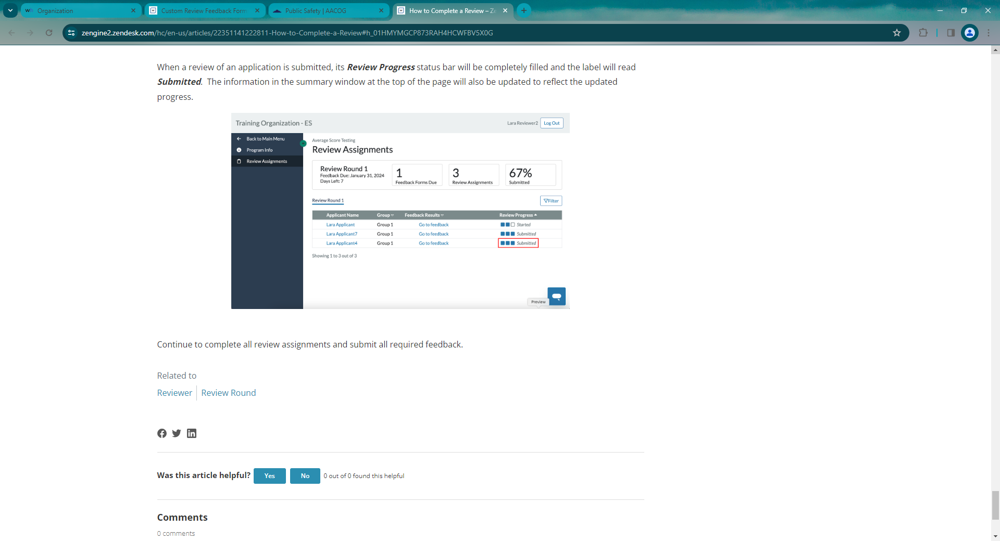 Organization
Custom Review Feedback Form
Public Safety | AACOG
How to Complete a Review – Ze
zengine2.zendesk.com/hc/en-us/articles/22351141222811-How-to-Complete-a-Review#h_01HMYMGCP873RAH4HCWFBV5X0G
When a review of an application is submitted, its Review Progress status bar will be completely filled and the label will read
Submitted. The information in the summary window at the top of the page will also be updated to reflect the updated
progress.
Training Organization - ES
Lara Reviewer2
Log Out
Back to Main Menu
Program Info
Review Assignments
Average Score Testing
Review Assignments
Review Round 1
Feedback Due: January 31, 2024
Days Left: 7
1
Feedback Forms Due
3
Review Assignments
67%
Submitted
Review Round 1
Filter
Applicant Name Group Feedback Results Review Progress
Lara Applicant Group 1 Go to feedback Started
Lara Applicant7 Group 1 Go to feedback Submitted
Lara Applicant4 Group 1 Go to feedback Submitted
Showing 1 to 3 out of 3
Preview
Continue to complete all review assignments and submit all required feedback.
Related to
Reviewer Review Round
Was this article helpful? Yes No 0 out of 0 found this helpful
Comments
0 comments